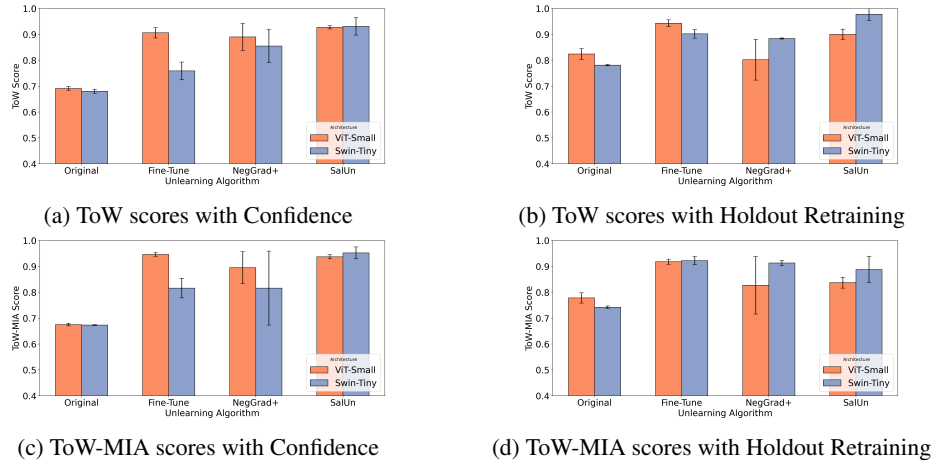 1.0
0.9
0.8
0.7
0.6
0.5
0.4
ToW Score
Architecture
ViT-Small
Swin-Tiny
Original Fine-Tune NegGrad+ SalUn
Unlearning Algorithm
(a) ToW scores with Confidence
1.0
0.9
0.8
0.7
0.6
0.5
0.4
ToW Score
Architecture
ViT-Small
Swin-Tiny
Original Fine-Tune NegGrad+ SalUn
Unlearning Algorithm
(b) ToW scores with Holdout Retraining
1.0
0.9
0.8
0.7
0.6
0.5
0.4
ToW-MIA Score
Architecture
ViT-Small
Swin-Tiny
Original Fine-Tune NegGrad+ SalUn
Unlearning Algorithm
(c) ToW-MIA scores with Confidence
1.0
0.9
0.8
0.7
0.6
0.5
0.4
ToW-MIA Score
Architecture
ViT-Small
Swin-Tiny
Original Fine-Tune NegGrad+ SalUn
Unlearning Algorithm
(d) ToW-MIA scores with Holdout Retraining